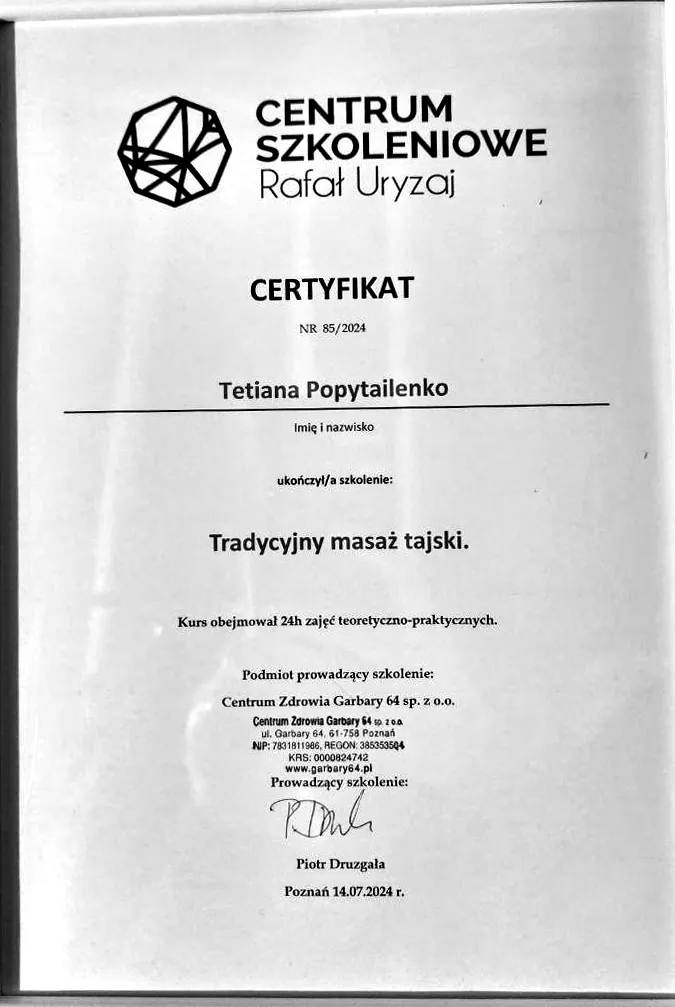 CENTRUM
SZKOLENIOWE
Rafał Uryzaj
CERTYFIKAT
NR 85/2024
Tetiana Popytailenko
Imię i nazwisko
ukończył/a szkolenie:
Tradycyjny masaż tajski.
Kurs obejmował 24h zajęć teoretyczno-praktycznych.
Podmiot prowadzący szkolenie:
Centrum Zdrowia Garbary 64 sp. z o.o.
Centrum Zdrowia Garbary 64 sp. z o.o.
ul. Garbary 64, 61-758 Poznań
NIP: 7831811986, REGON: 385353504
KRS: 0000824742
www.garbary64.pl
Prowadzący szkolenie:
Piotr Druzgała
Poznań 14.07.2024 r.